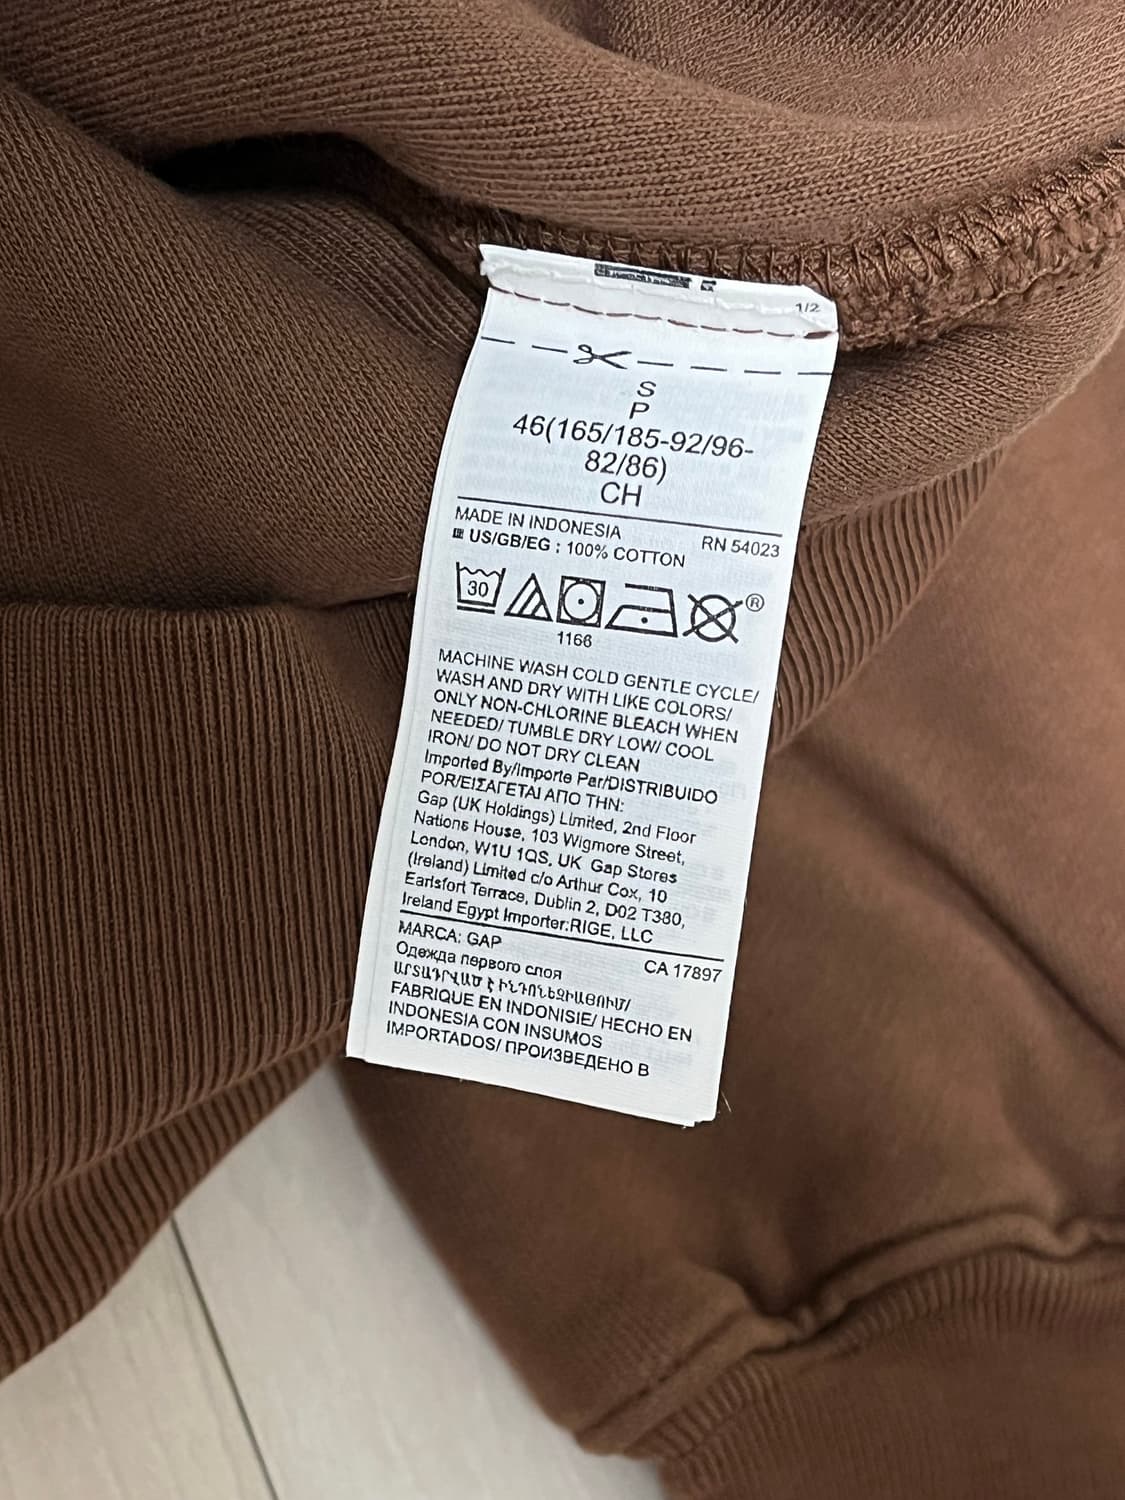 1/2
S
P
46(165/185-92/96-
82/86)
CH
MADE IN INDONESIA
RN 54023
US/GB/EG : 100% COTTON
30
®
1166
MACHINE WASH COLD GENTLE CYCLE/
WASH AND DRY WITH LIKE COLORS/
ONLY NON-CHLORINE BLEACH WHEN
NEEDED/ TUMBLE DRY LOW/ COOL
IRON/ DO NOT DRY CLEAN
Imported By/Importe Par/DISTRIBUIDO
POR/ΕΙΣΑΓΕΤΑΙ ΑΠΟ ΤΗΝ:
Gap (UK Holdings) Limited, 2nd Floor
Nations House, 103 Wigmore Street,
London, W1U 1QS, UK Gap Stores
(Ireland) Limited c/o Arthur Cox, 10
Earlsfort Terrace, Dublin 2, D02 T380,
Ireland Egypt Importer:RIGE, LLC
MARCA: GAP
CA 17897
Одежда первого слоя
ԱՐՏԱԴՐՎԱԾ Է ԻՆԴՈՆԵԶԻԱՅՈՒՄ/
FABRIQUE EN INDONISIE/ HECHO EN
INDONESIA CON INSUMOS
IMPORTADOS/ ПРОИЗВЕДЕНО В